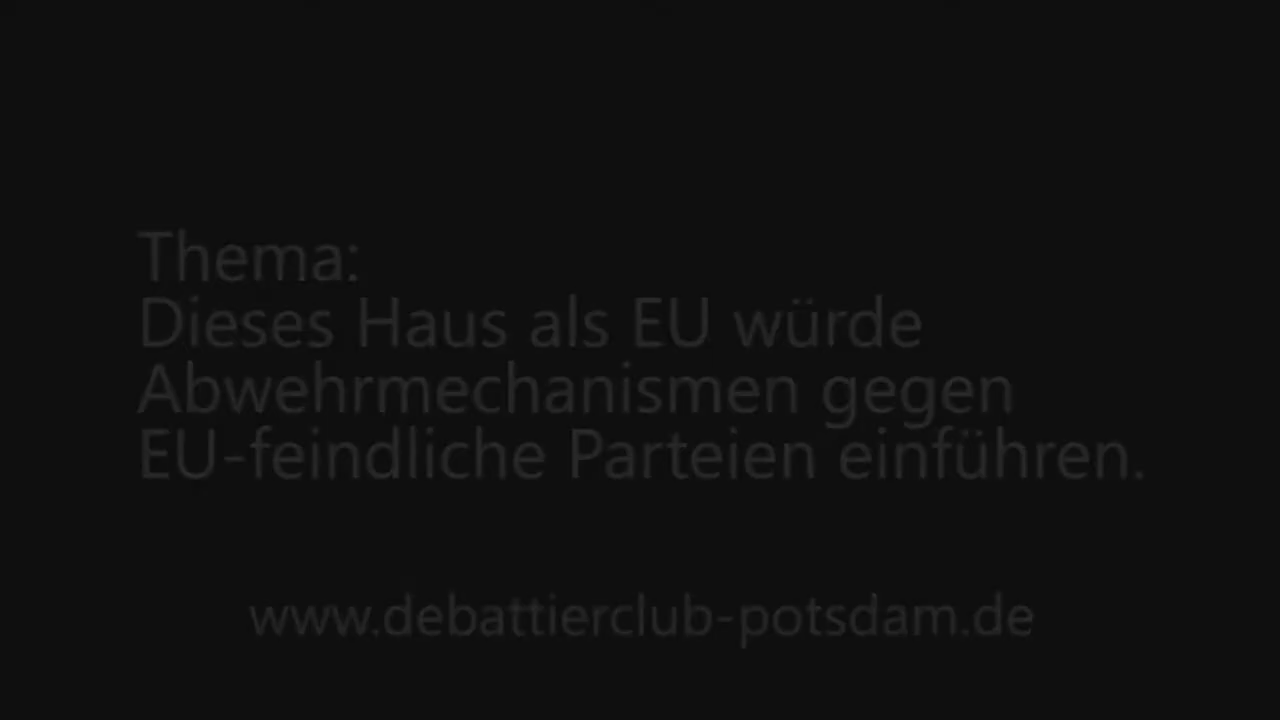 Thema:
Dieses Haus als EU würde
Abwehrmechanismen gegen
EU-feindliche Parteien einführen.
www.debattierclub-potsdam.de